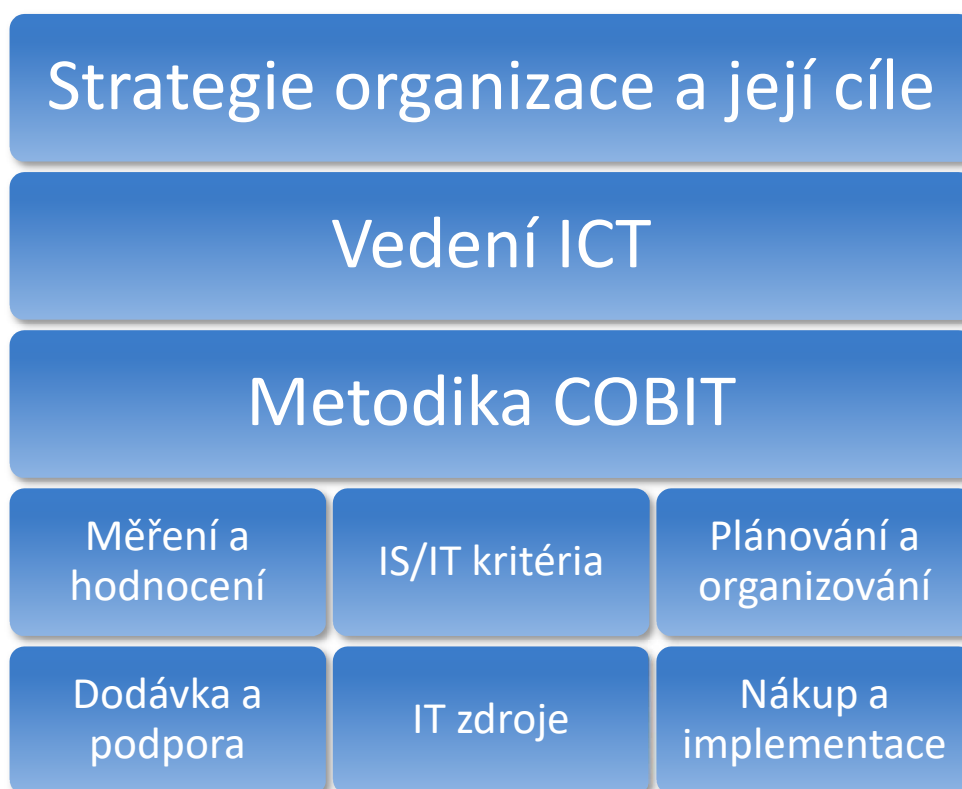 Strategie organizace a její cíle
Vedení ICT
Metodika COBIT
Měření a
hodnocení
IS/IT kritéria
Plánování a
organizování
Dodávka a
podpora
IT zdroje
Nákup a
implementace